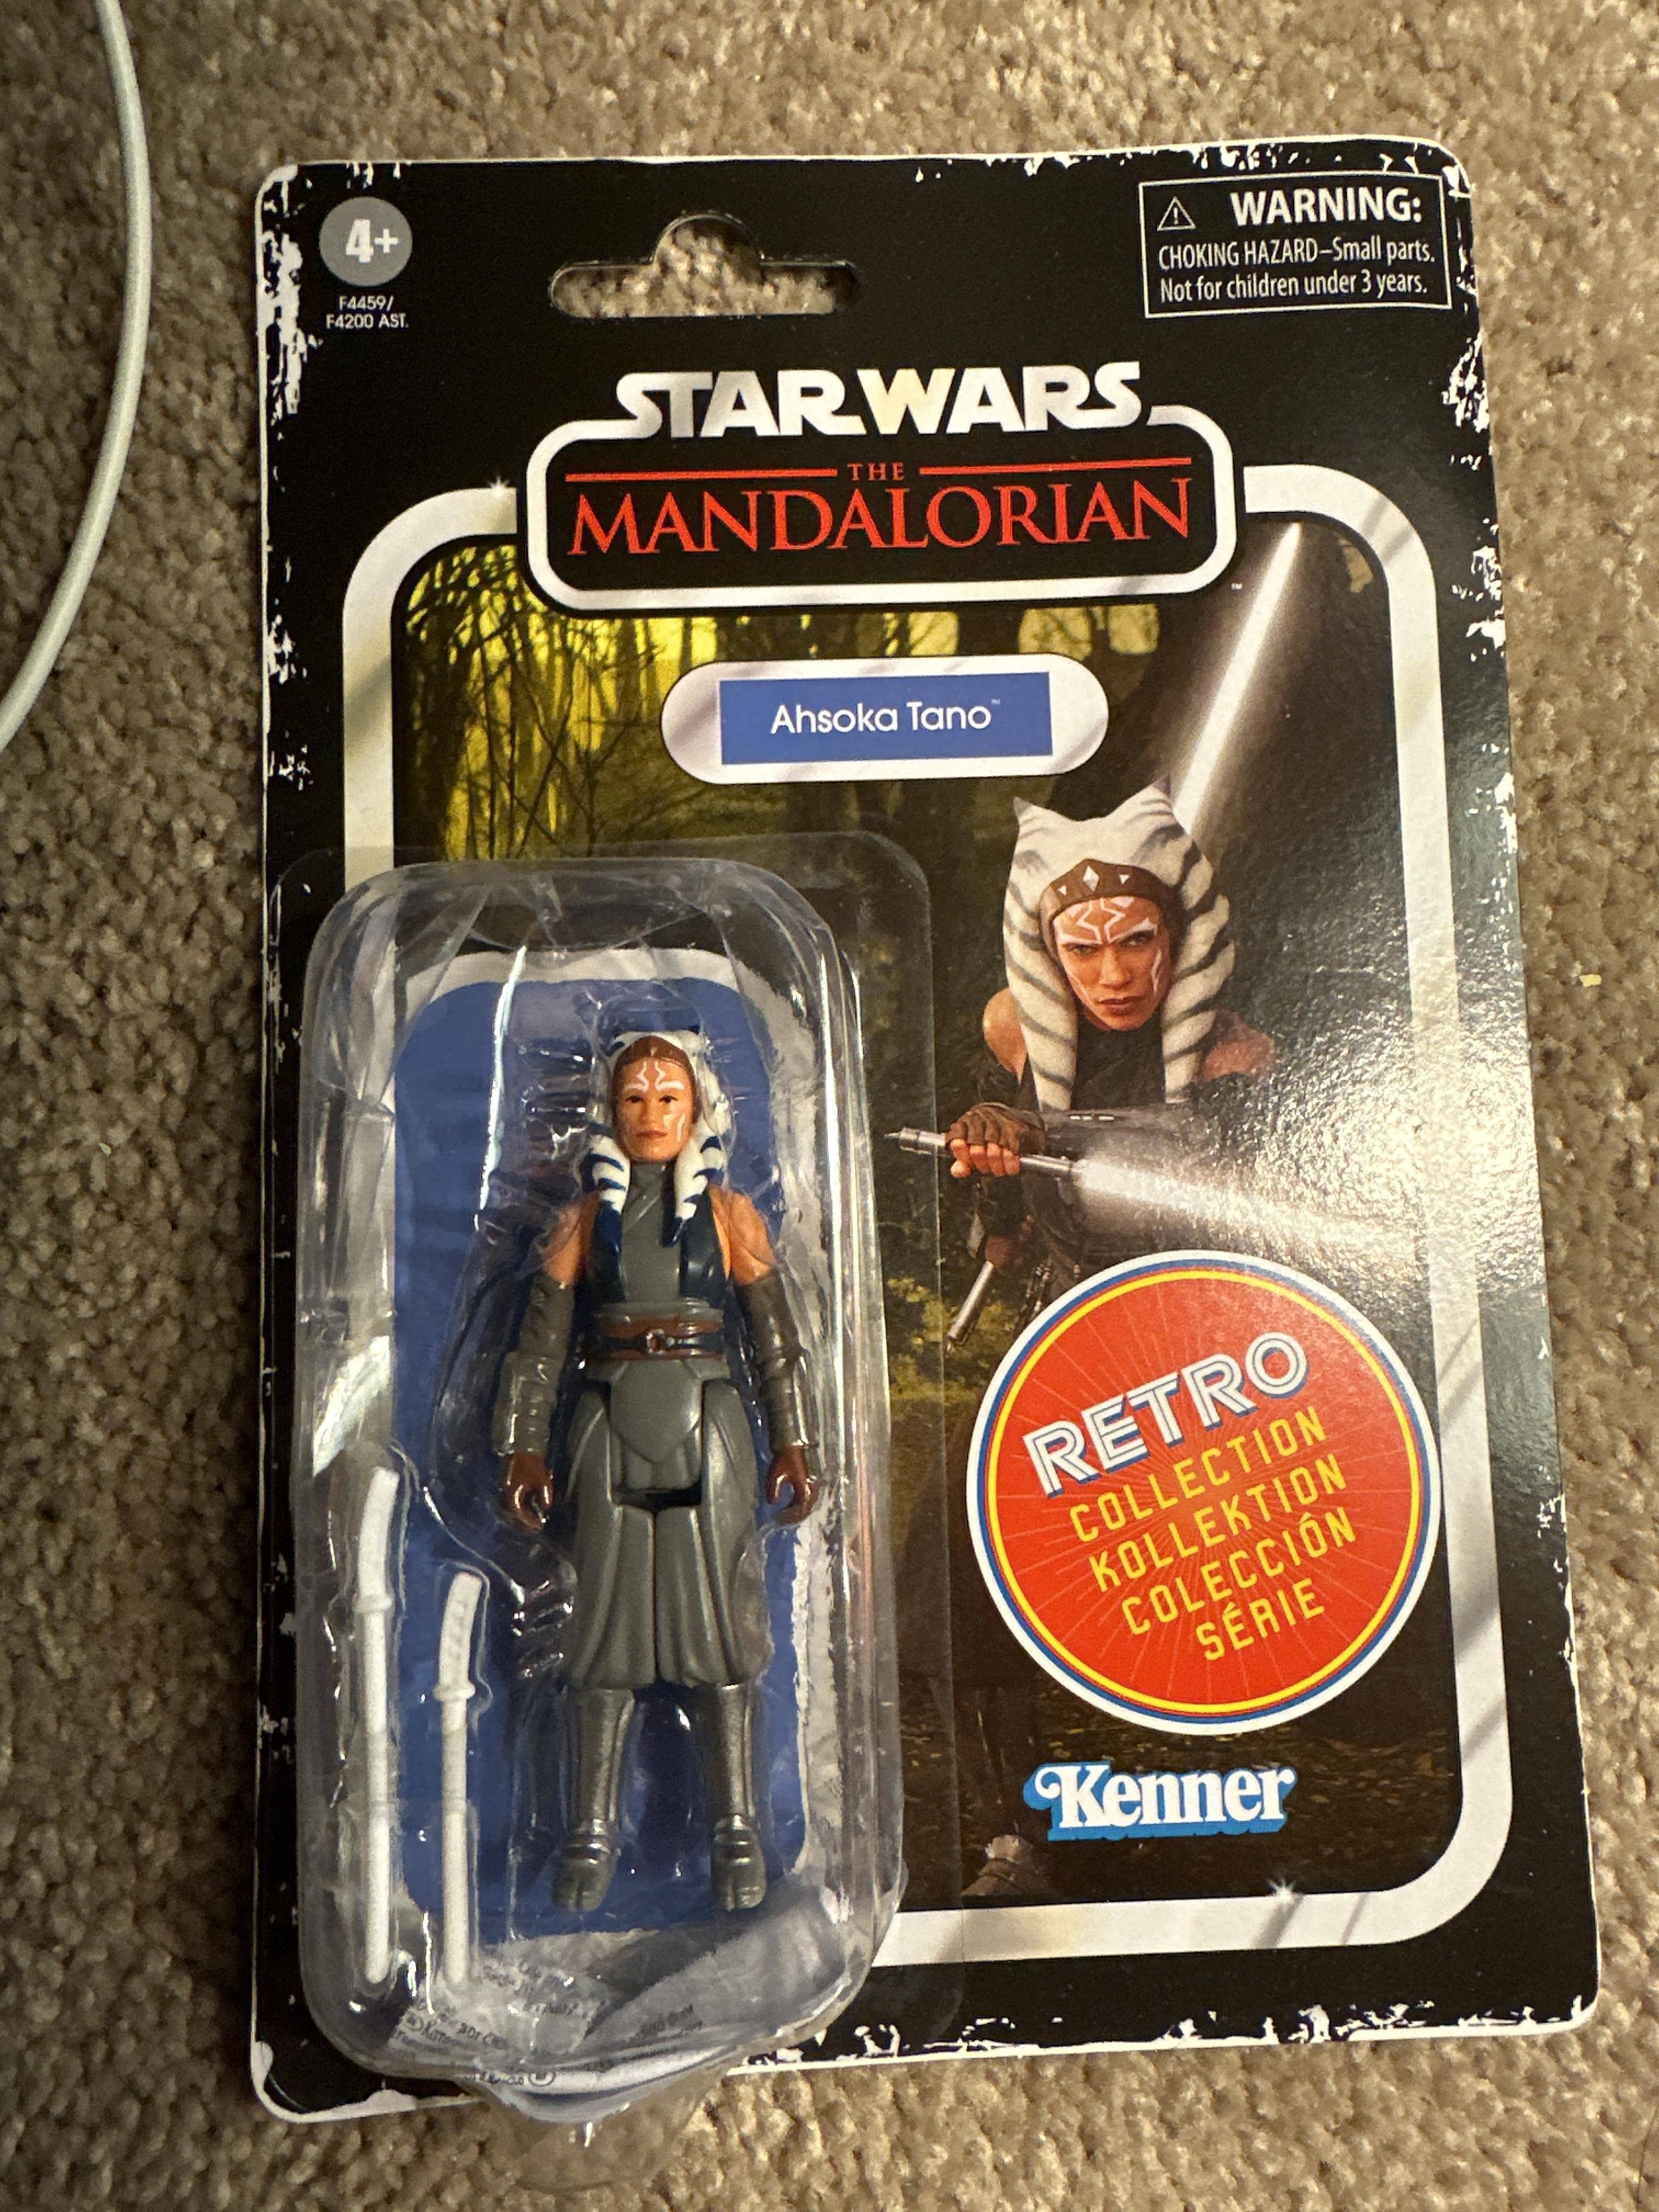 4+
F4459/
F4200 AST.
WARNING:
CHOKING HAZARD–Small parts.
Not for children under 3 years.
STAR WARS
THE
MANDALORIAN
™
Ahsoka Tano™
RETRO
COLLECTION
KOLLEKTION
COLECCIÓN
SÉRIE
Kenner